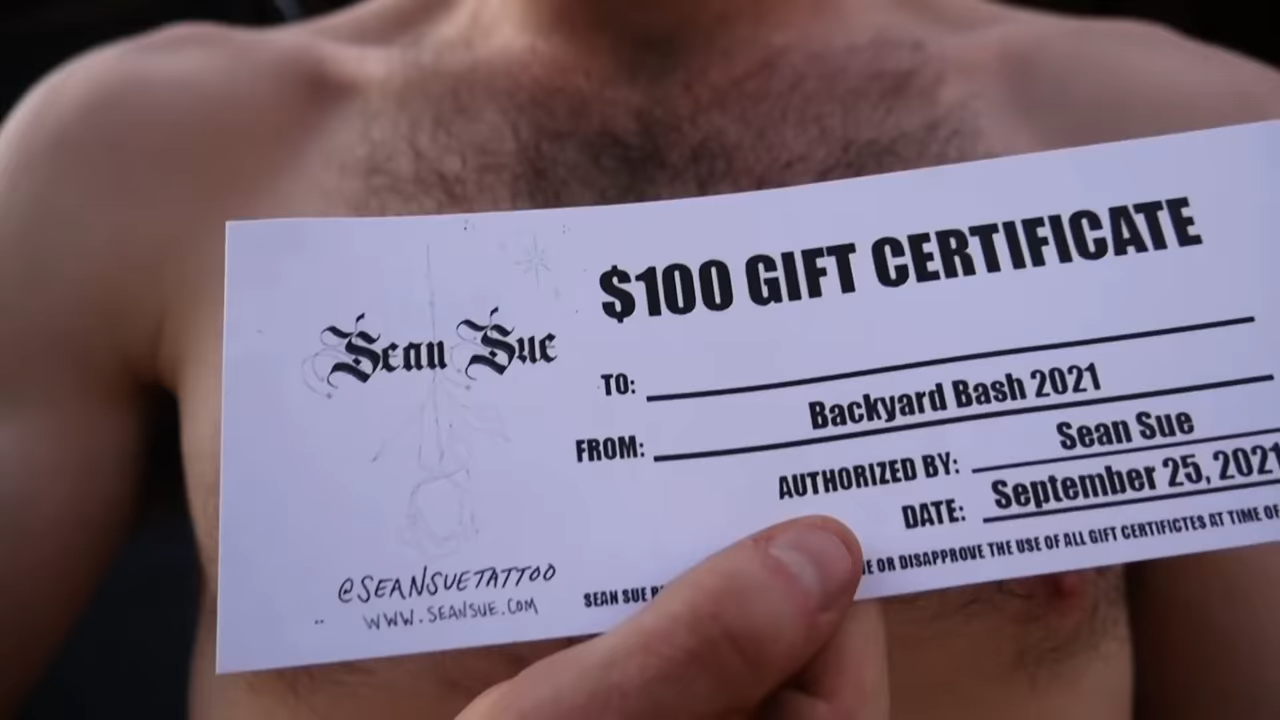 $100 GIFT CERTIFICATE
Sean Sue
TO:
FROM: Backyard Bash 2021
AUTHORIZED BY: Sean Sue
DATE: September 25, 2021
@SEANSUETATTOO
WWW.SEANSUE.COM
SEAN SUE OR DISAPPROVE THE USE OF ALL GIFT CERTIFICTES AT TIME OF